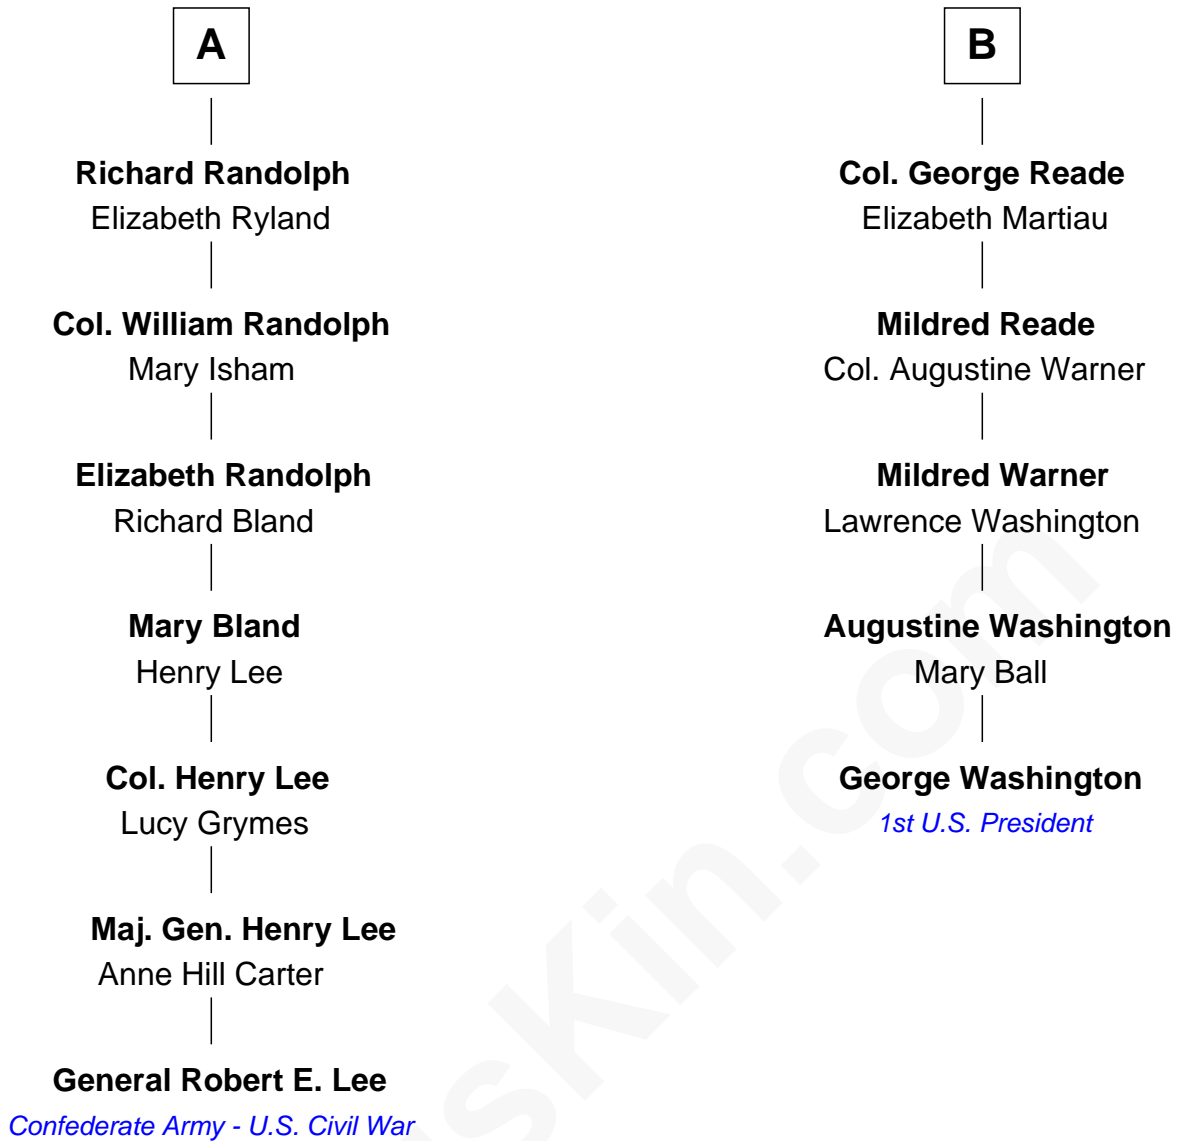 A
Richard Randolph
Elizabeth Ryland
Col. William Randolph
Mary Isham
Elizabeth Randolph
Richard Bland
Mary Bland
Henry Lee
Col. Henry Lee
Lucy Grymes
Maj. Gen. Henry Lee
Anne Hill Carter
General Robert E. Lee
Confederate Army - U.S. Civil War
B
Col. George Reade
Elizabeth Martiau
Mildred Reade
Col. Augustine Warner
Mildred Warner
Lawrence Washington
Augustine Washington
Mary Ball
George Washington
1st U.S. President